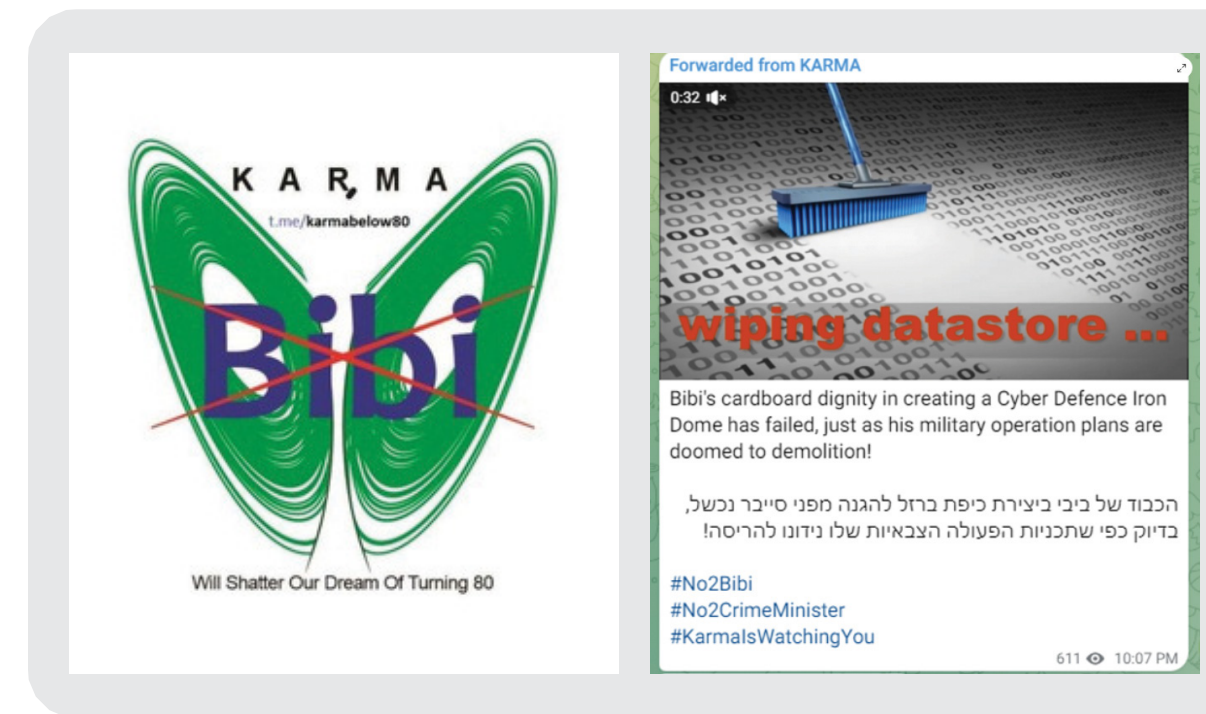 K A R, M A
t.me/karmabelow80
Bibi
Will Shatter Our Dream Of Turning 80
Forwarded from KARMA
0:32
wiping datastore ...
Bibi's cardboard dignity in creating a Cyber Defence Iron
Dome has failed, just as his military operation plans are
doomed to demolition!
הכבוד של ביבי ביצירת כיפת ברזל להגנה מפני סייבר נכשל,
בדיוק כפי שתכניות הפעולה הצבאיות שלו נידונו להריסה!
#No2Bibi
#No2CrimeMinister
#KarmaIsWatchingYou
611 10:07 PM